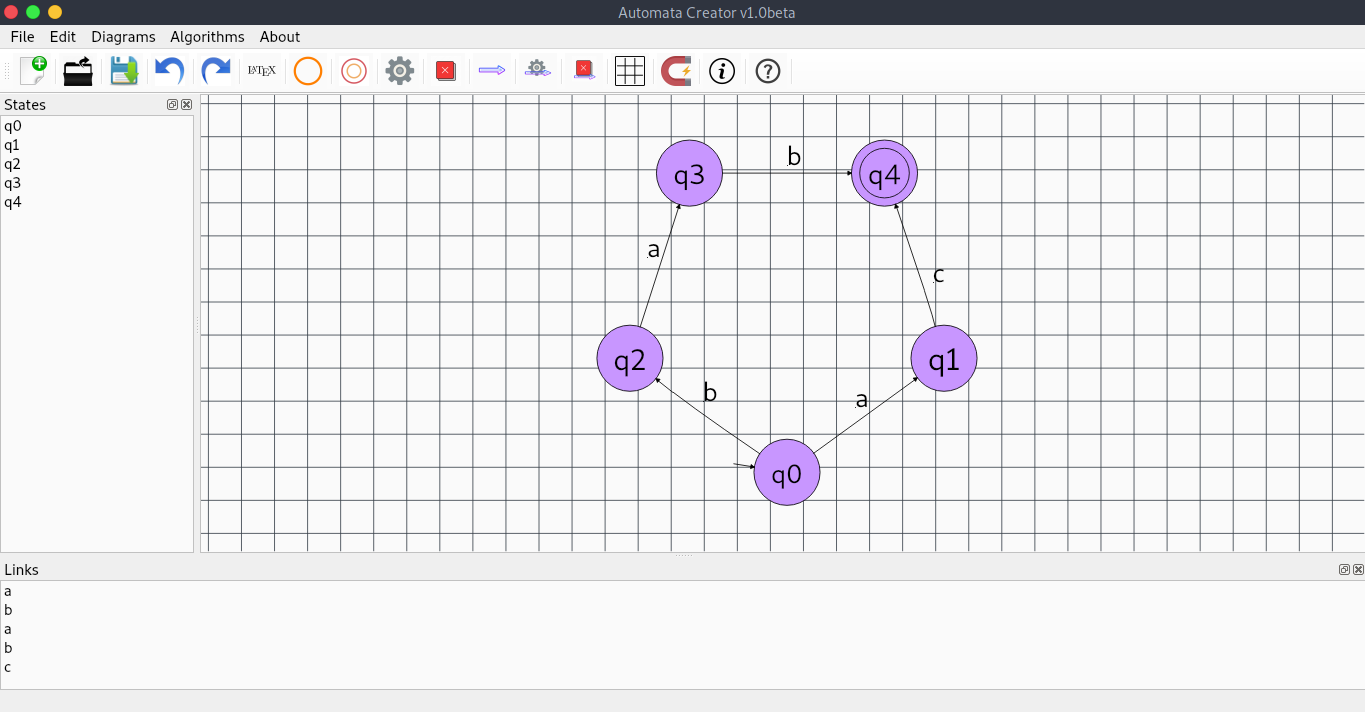 Automata Creator v1.0beta
File Edit Diagrams Algorithms About
LATEX
States
q0
q1
q2
q3
q4
q3 b q4
a
c
q2 q1
b a
q0
Links
a
b
a
b
c